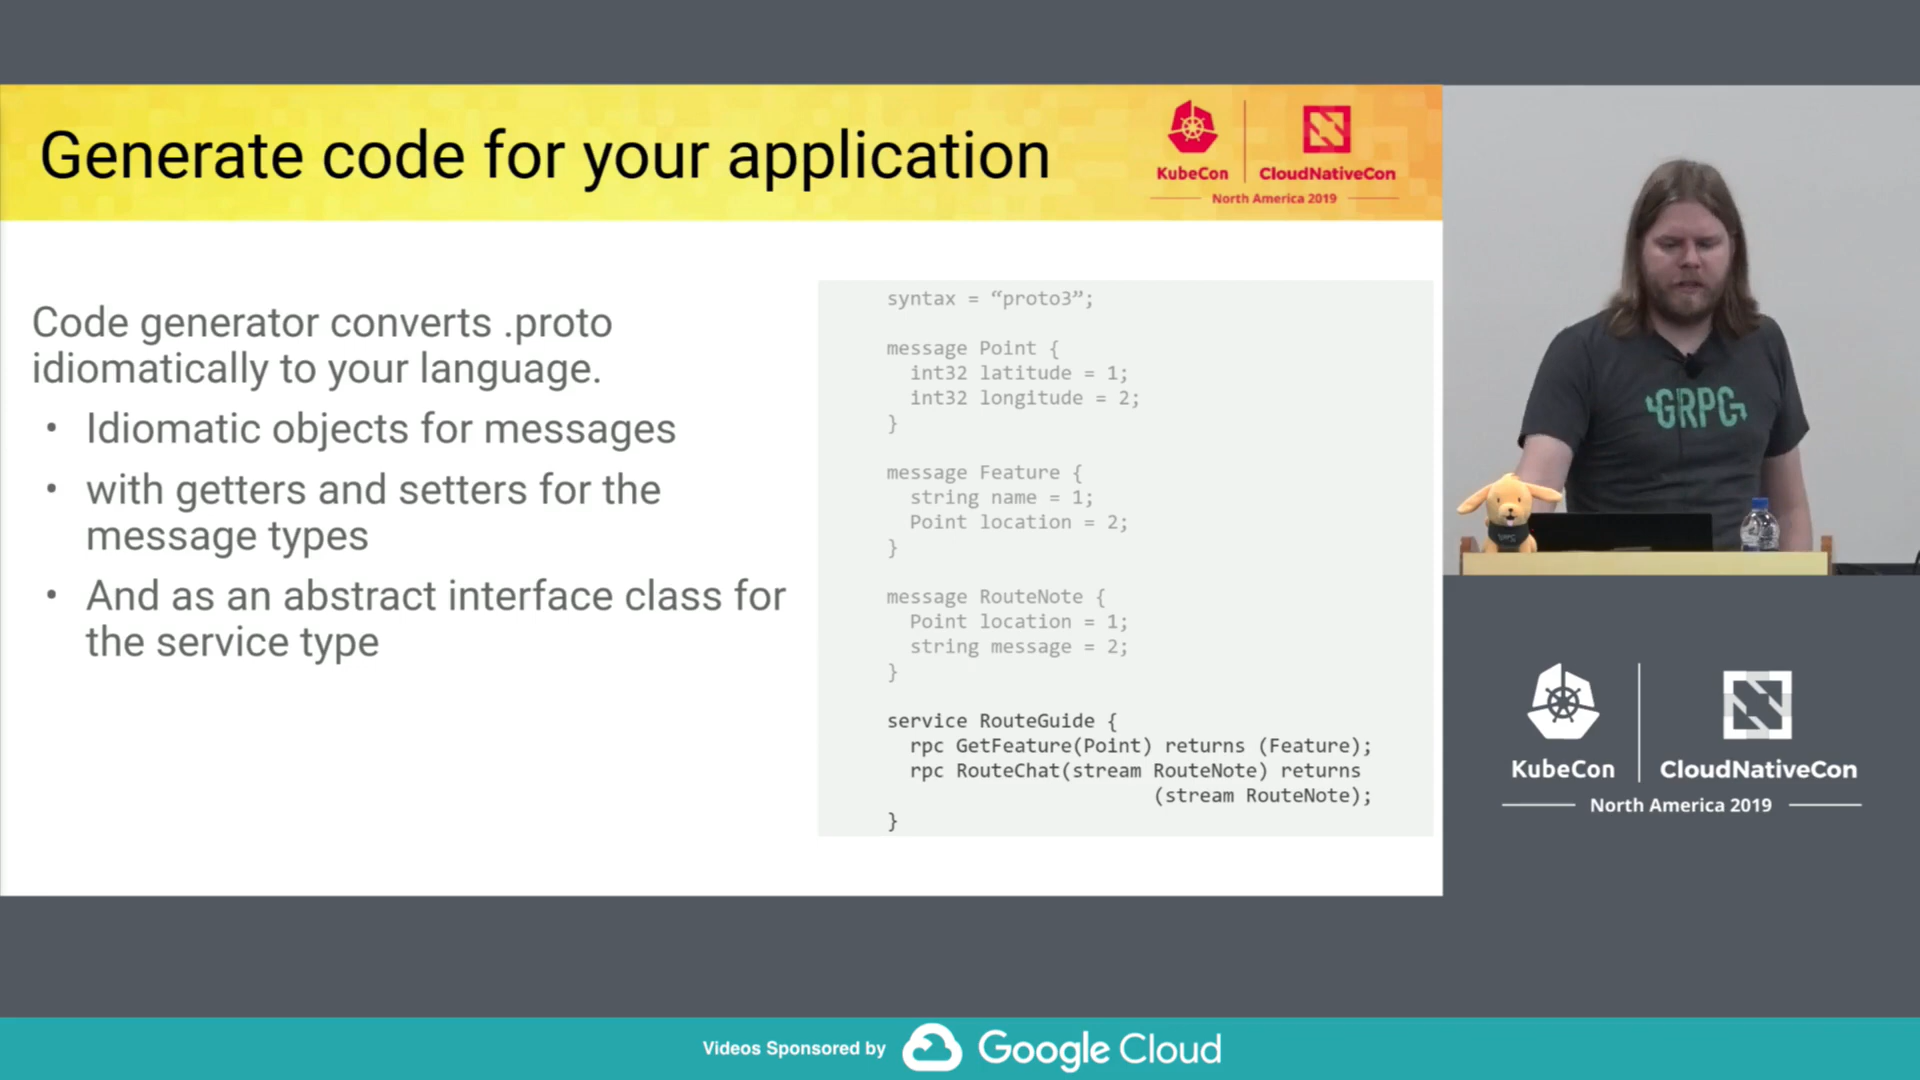 Generate code for your application
KubeCon
CloudNativeCon
North America 2019
Code generator converts .proto
idiomatically to your language.
• Idiomatic objects for messages
• with getters and setters for the
message types
• And as an abstract interface class for
the service type
syntax = “proto3”;
message Point {
int32 latitude = 1;
int32 longitude = 2;
}
message Feature {
string name = 1;
Point location = 2;
}
message RouteNote {
Point location = 1;
string message = 2;
}
service RouteGuide {
rpc GetFeature(Point) returns (Feature);
rpc RouteChat(stream RouteNote) returns
(stream RouteNote);
}
GRPC
KubeCon
CloudNativeCon
North America 2019
Videos Sponsored by Google Cloud